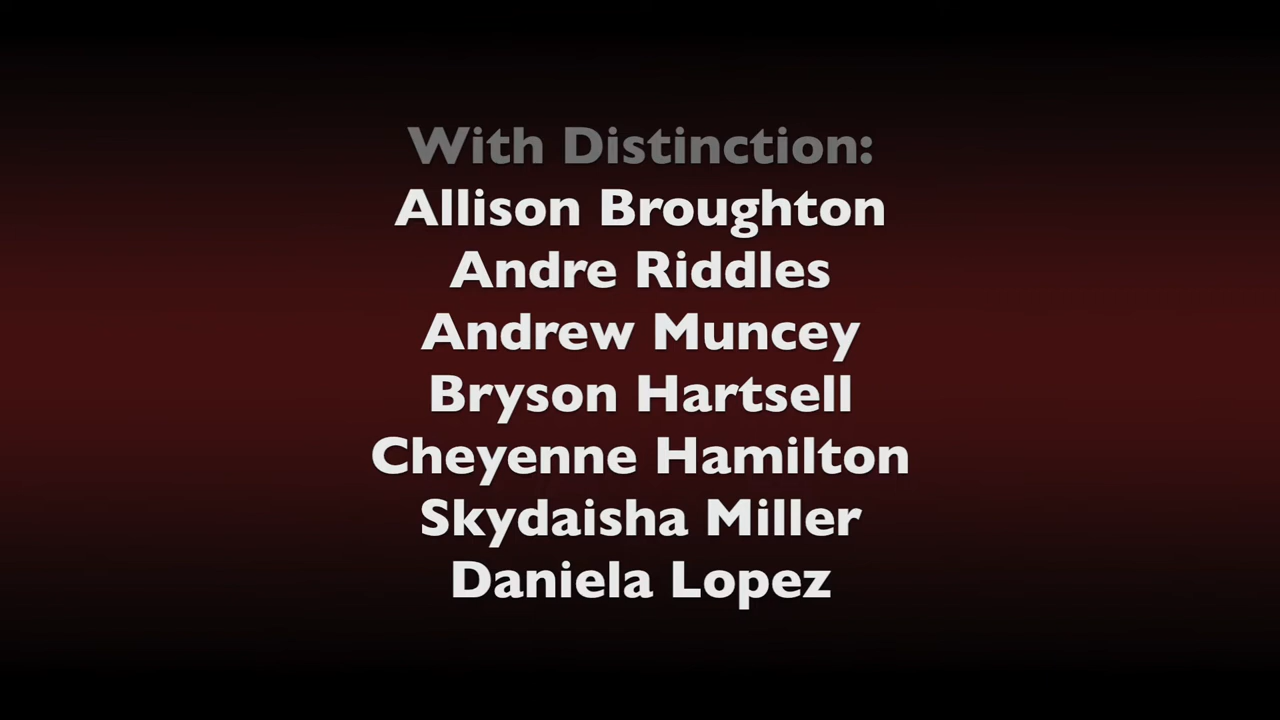 With Distinction:
Allison Broughton
Andre Riddles
Andrew Muncey
Bryson Hartsell
Cheyenne Hamilton
Skydaisha Miller
Daniela Lopez